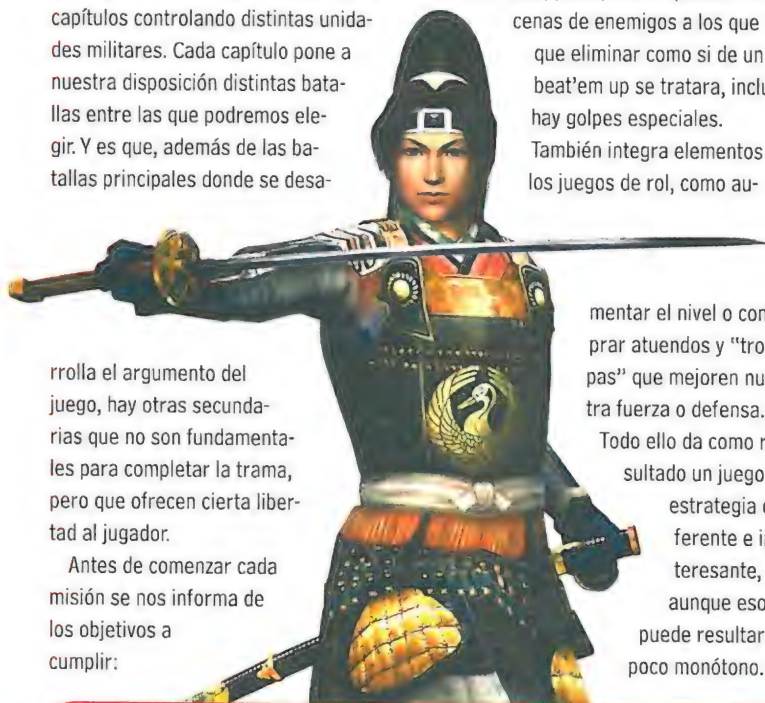 capítulos controlando distintas unida-
des militares. Cada capítulo pone a
nuestra disposición distintas bata-
llas entre las que podremos ele-
gir. Y es que, además de las ba-
tallas principales donde se desa-
rrolla el argumento del
juego, hay otras secunda-
rias que no son fundamenta-
les para completar la trama,
pero que ofrecen cierta liber-
tad al jugador.
Antes de comenzar cada
misión se nos informa de
los objetivos a
cumplir:
cenas de enemigos a los que
que eliminar como si de un
beat'em up se tratara, inclu
hay golpes especiales.
También integra elementos
los juegos de rol, como au-
mentar el nivel o com
prar atuendos y "tro
pas" que mejoren nu
tra fuerza o defensa.
Todo ello da como r
sultado un juego
estrategia
ferente e i
teresante,
aunque eso
puede resultar
poco monótono.